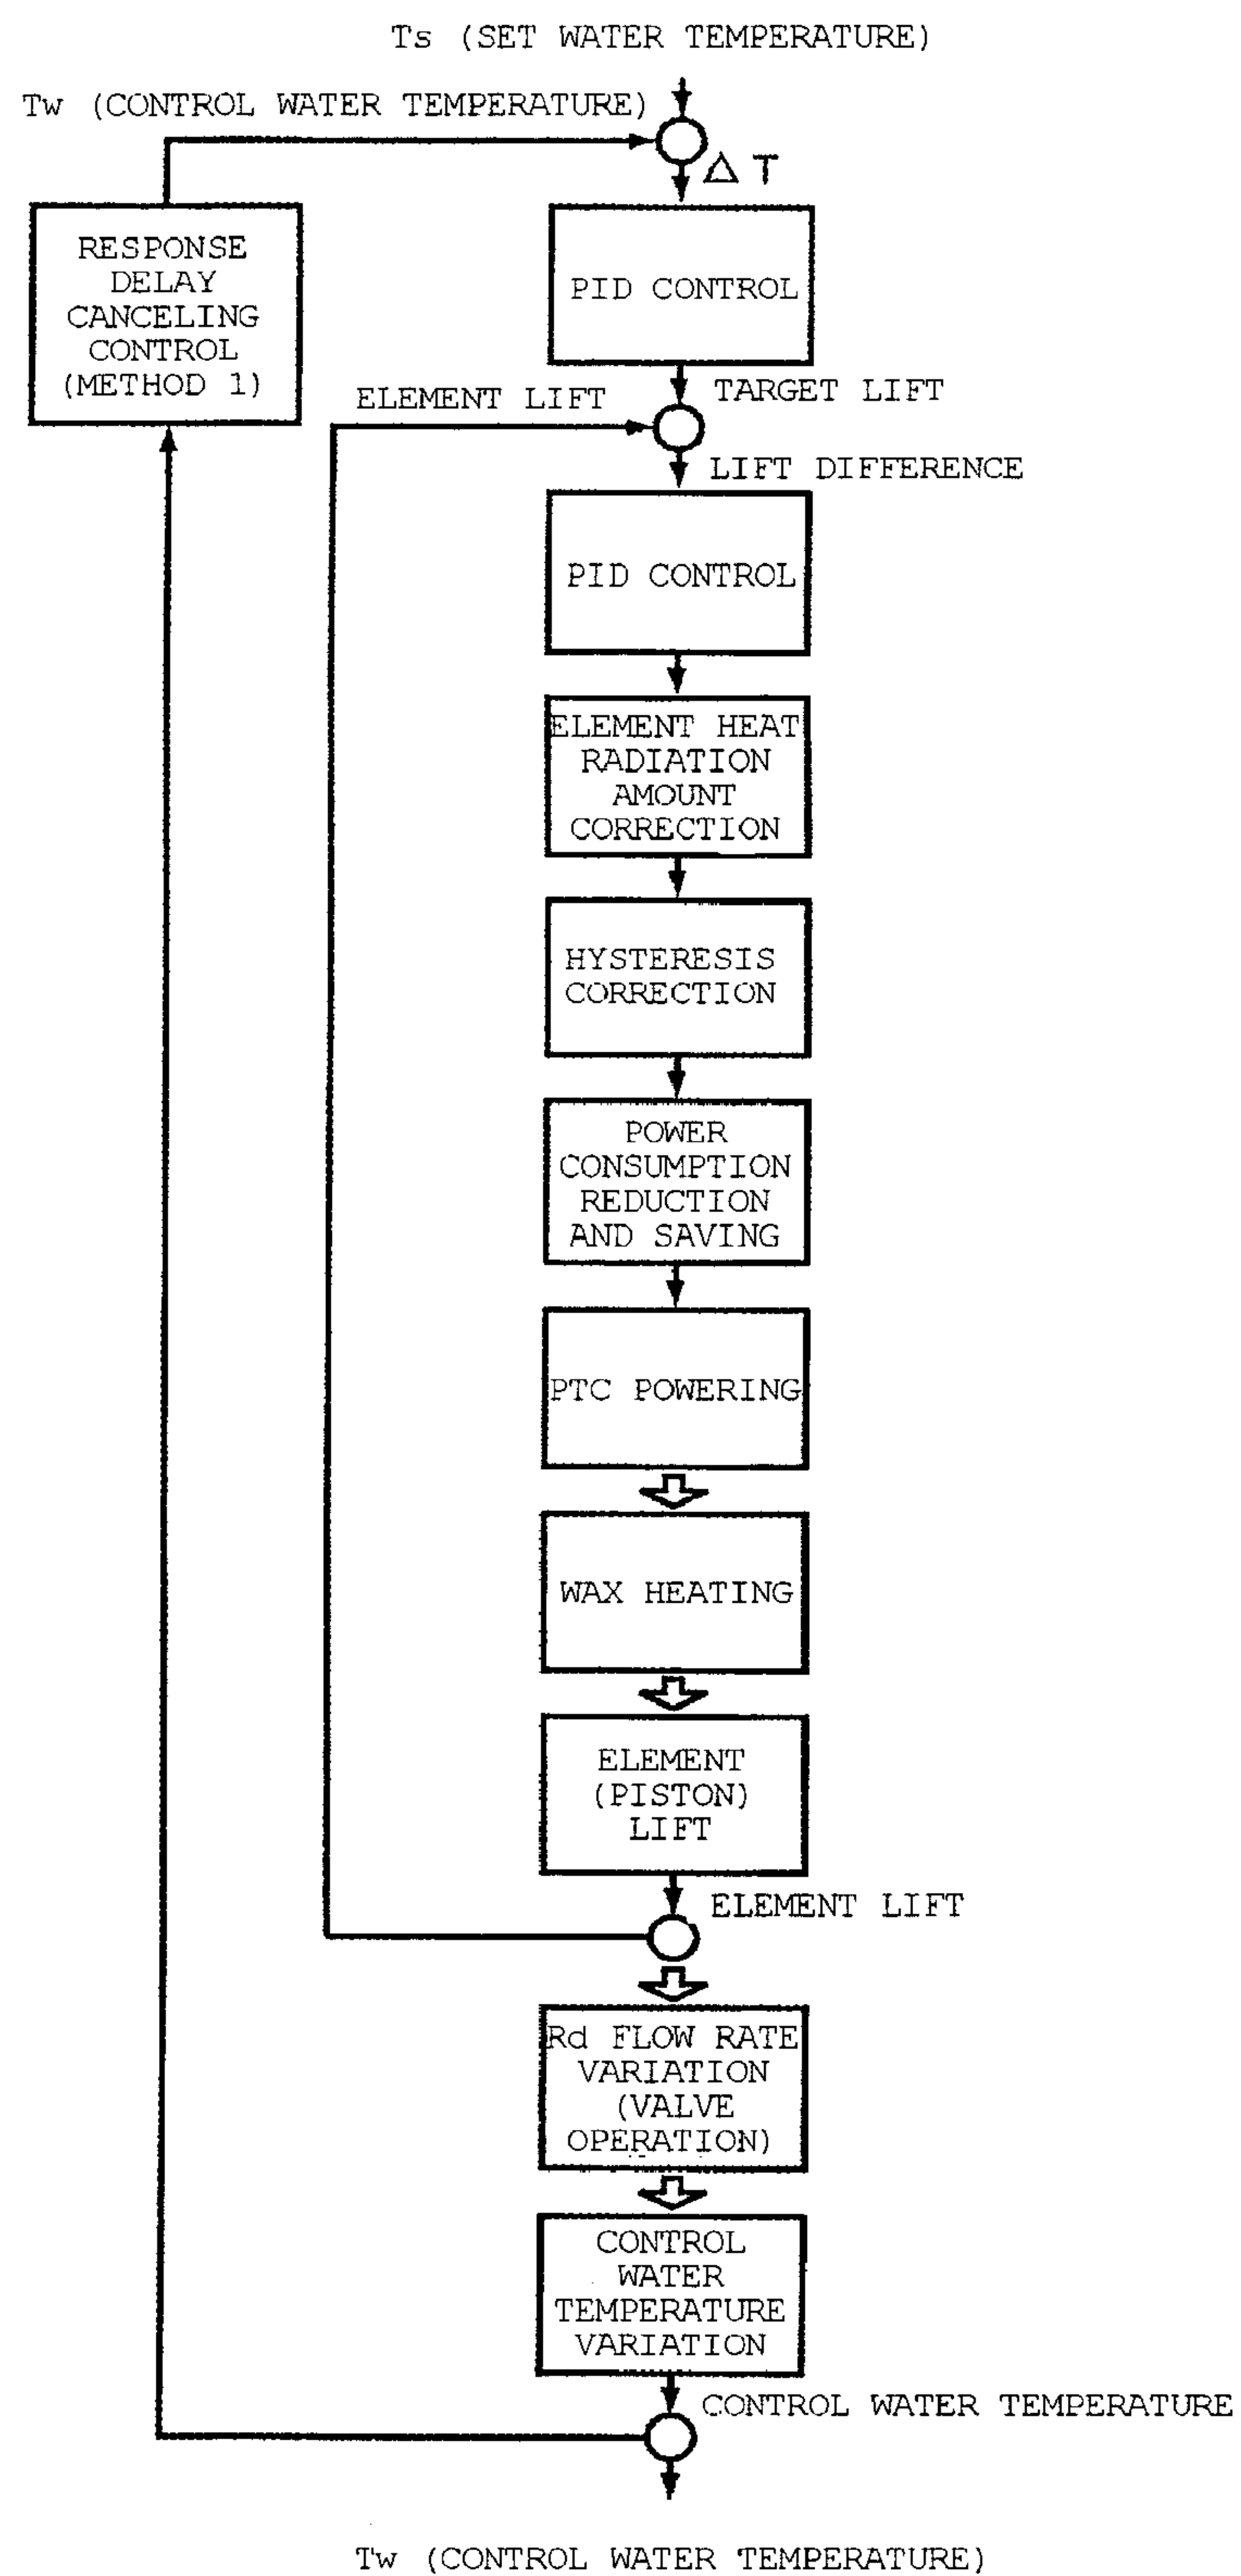 Ts (SET WATER TEMPERATURE)
Tw (CONTROL WATER TEMPERATURE)
Δ T
RESPONSE
DELAY
CANCELING
CONTROL
(METHOD 1)
PID CONTROL
TARGET LIFT
ELEMENT LIFT
LIFT DIFFERENCE
PID CONTROL
ELEMENT HEAT
RADIATION
AMOUNT
CORRECTION
HYSTERESIS
CORRECTION
POWER
CONSUMPTION
REDUCTION
AND SAVING
PTC POWERING
WAX HEATING
ELEMENT
(PISTON)
LIFT
ELEMENT LIFT
Rd FLOW RATE
VARIATION
(VALVE
OPERATION)
CONTROL
WATER
TEMPERATURE
VARIATION
CONTROL WATER TEMPERATURE
Tw (CONTROL WATER TEMPERATURE)